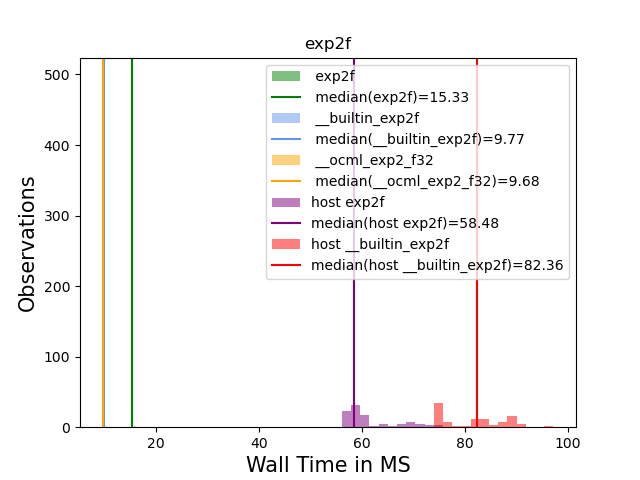 exp2f
500
400
300
200
100
0
Observations
exp2f
median(exp2f)=15.33
__builtin_exp2f
median(__builtin_exp2f)=9.77
__ocml_exp2_f32
median(__ocml_exp2_f32)=9.68
host exp2f
median(host exp2f)=58.48
host __builtin_exp2f
median(host __builtin_exp2f)=82.36
20 40 60 80 100
Wall Time in MS